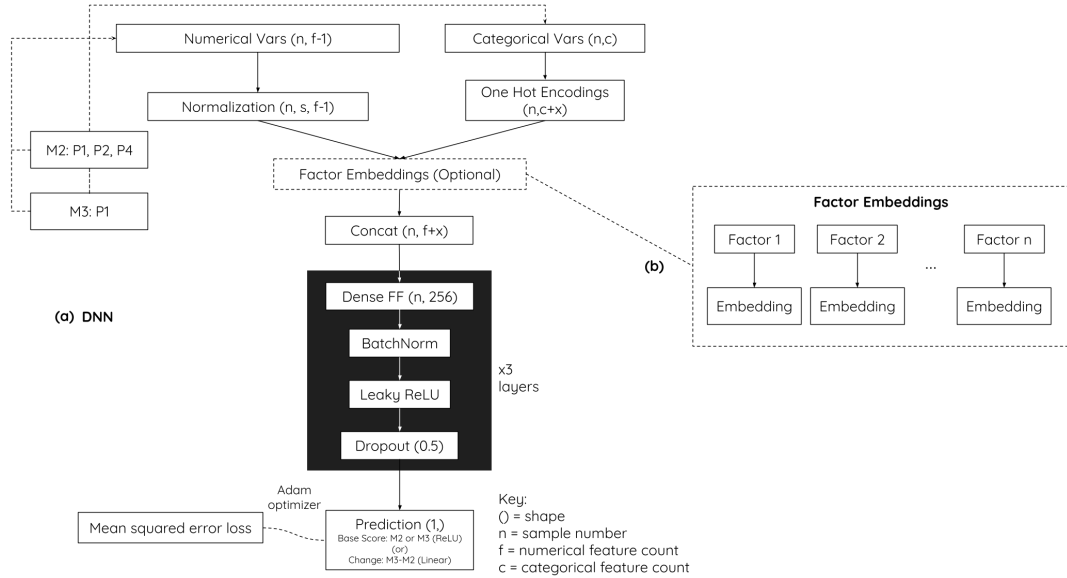 Numerical Vars (n, f-1)
Categorical Vars (n,c)
Normalization (n, s, f-1)
One Hot Encodings
(n,c+x)
M2: P1, P2, P4
M3: P1
Factor Embeddings (Optional)
Concat (n, f+x)
Factor Embeddings
Factor 1
Factor 2
...
Factor n
Embedding
Embedding
Embedding
(b)
(a) DNN
Dense FF (n, 256)
BatchNorm
Leaky ReLU
Dropout (0.5)
x3
layers
Adam
optimizer
Mean squared error loss
Prediction (1,)
Base Score: M2 or M3 (ReLU)
(or)
Change: M3-M2 (Linear)
Key:
() = shape
n = sample number
f = numerical feature count
c = categorical feature count